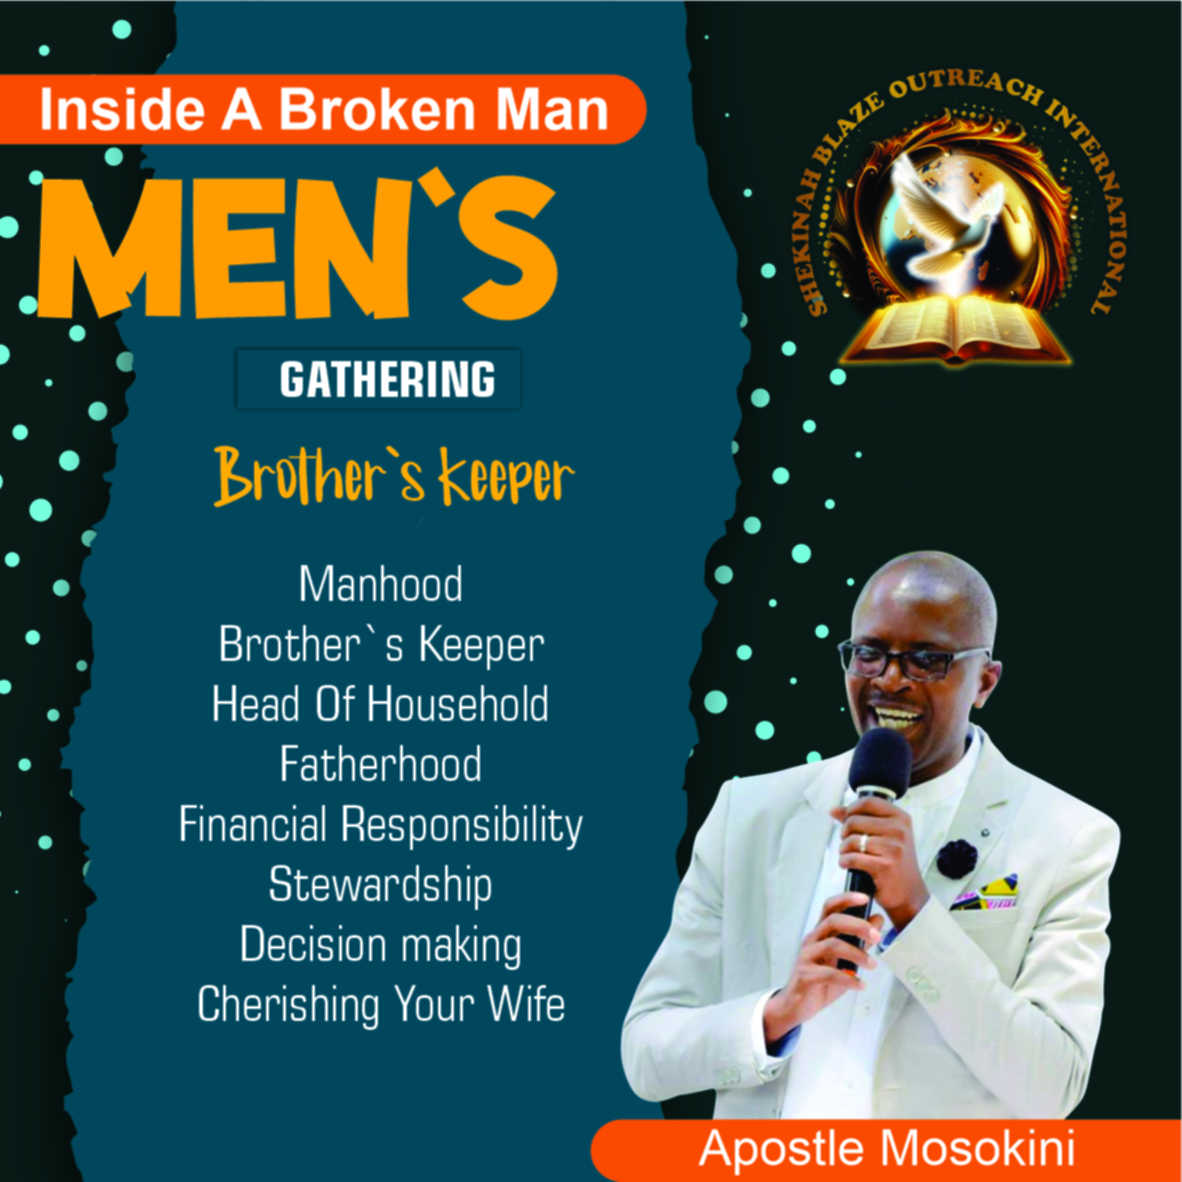 Inside A Broken Man
MEN`S
GATHERING
Brother`s keeper
Manhood
Brother`s Keeper
Head Of Household
Fatherhood
Financial Responsibility
Stewardship
Decision making
Cherishing Your Wife
SHEKINAH BLAZE OUTREACH INTERNATIONAL
Apostle Mosokini